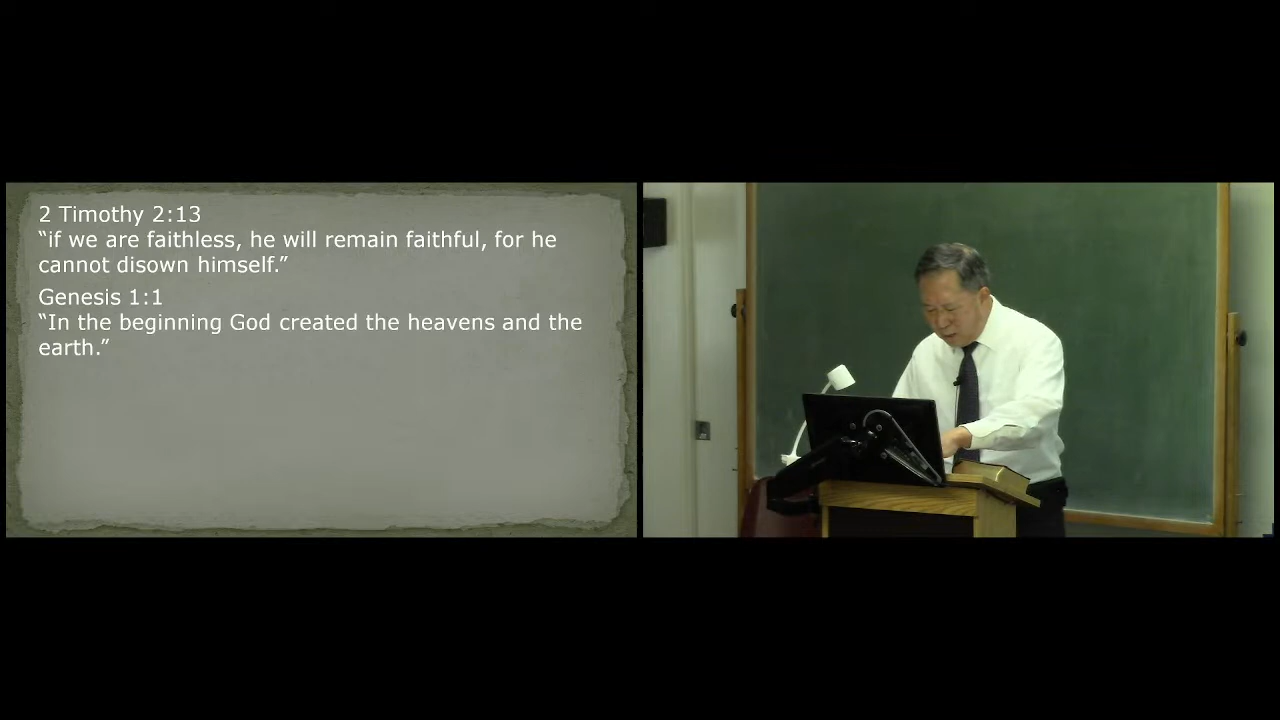 2 Timothy 2:13
“if we are faithless, he will remain faithful, for he
cannot disown himself.”
Genesis 1:1
“In the beginning God created the heavens and the
earth.”